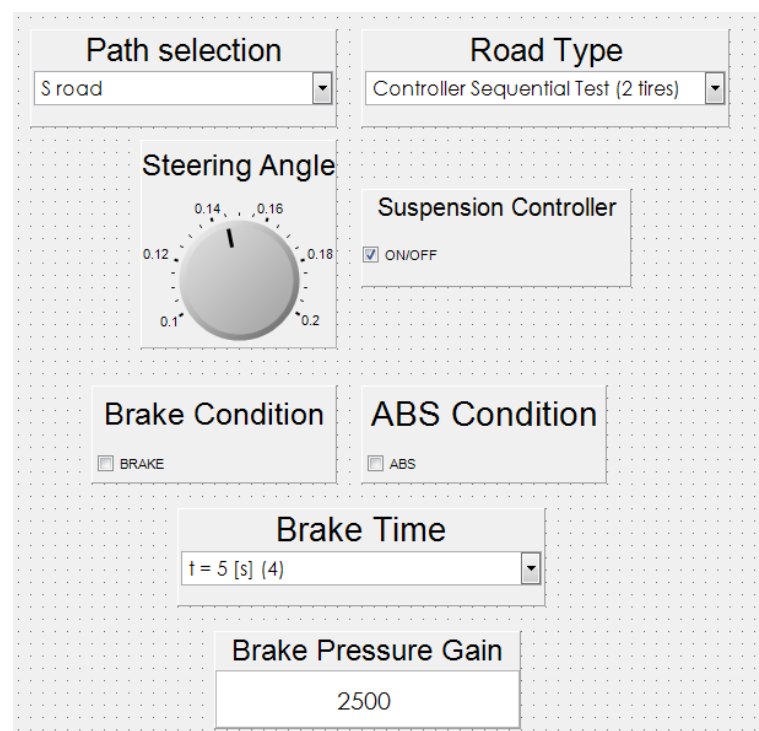 Path selection
S road
Road Type
Controller Sequential Test (2 tires)
Steering Angle
0.14
0.16
0.12
0.18
0.1
0.2
Suspension Controller
ON/OFF
Brake Condition
BRAKE
ABS Condition
ABS
Brake Time
t = 5 [s] (4)
Brake Pressure Gain
2500